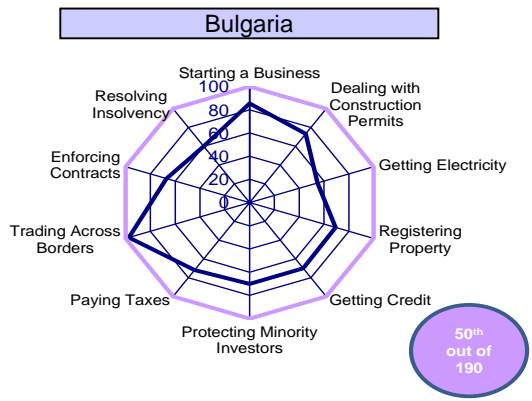 Bulgaria
Starting a Business
100
80
60
40
20
0
Dealing with
Construction
Permits
Getting Electricity
Registering
Property
Getting Credit
Protecting Minority
Investors
Paying Taxes
Trading Across
Borders
Enforcing
Contracts
Resolving
Insolvency
50th
out of
190